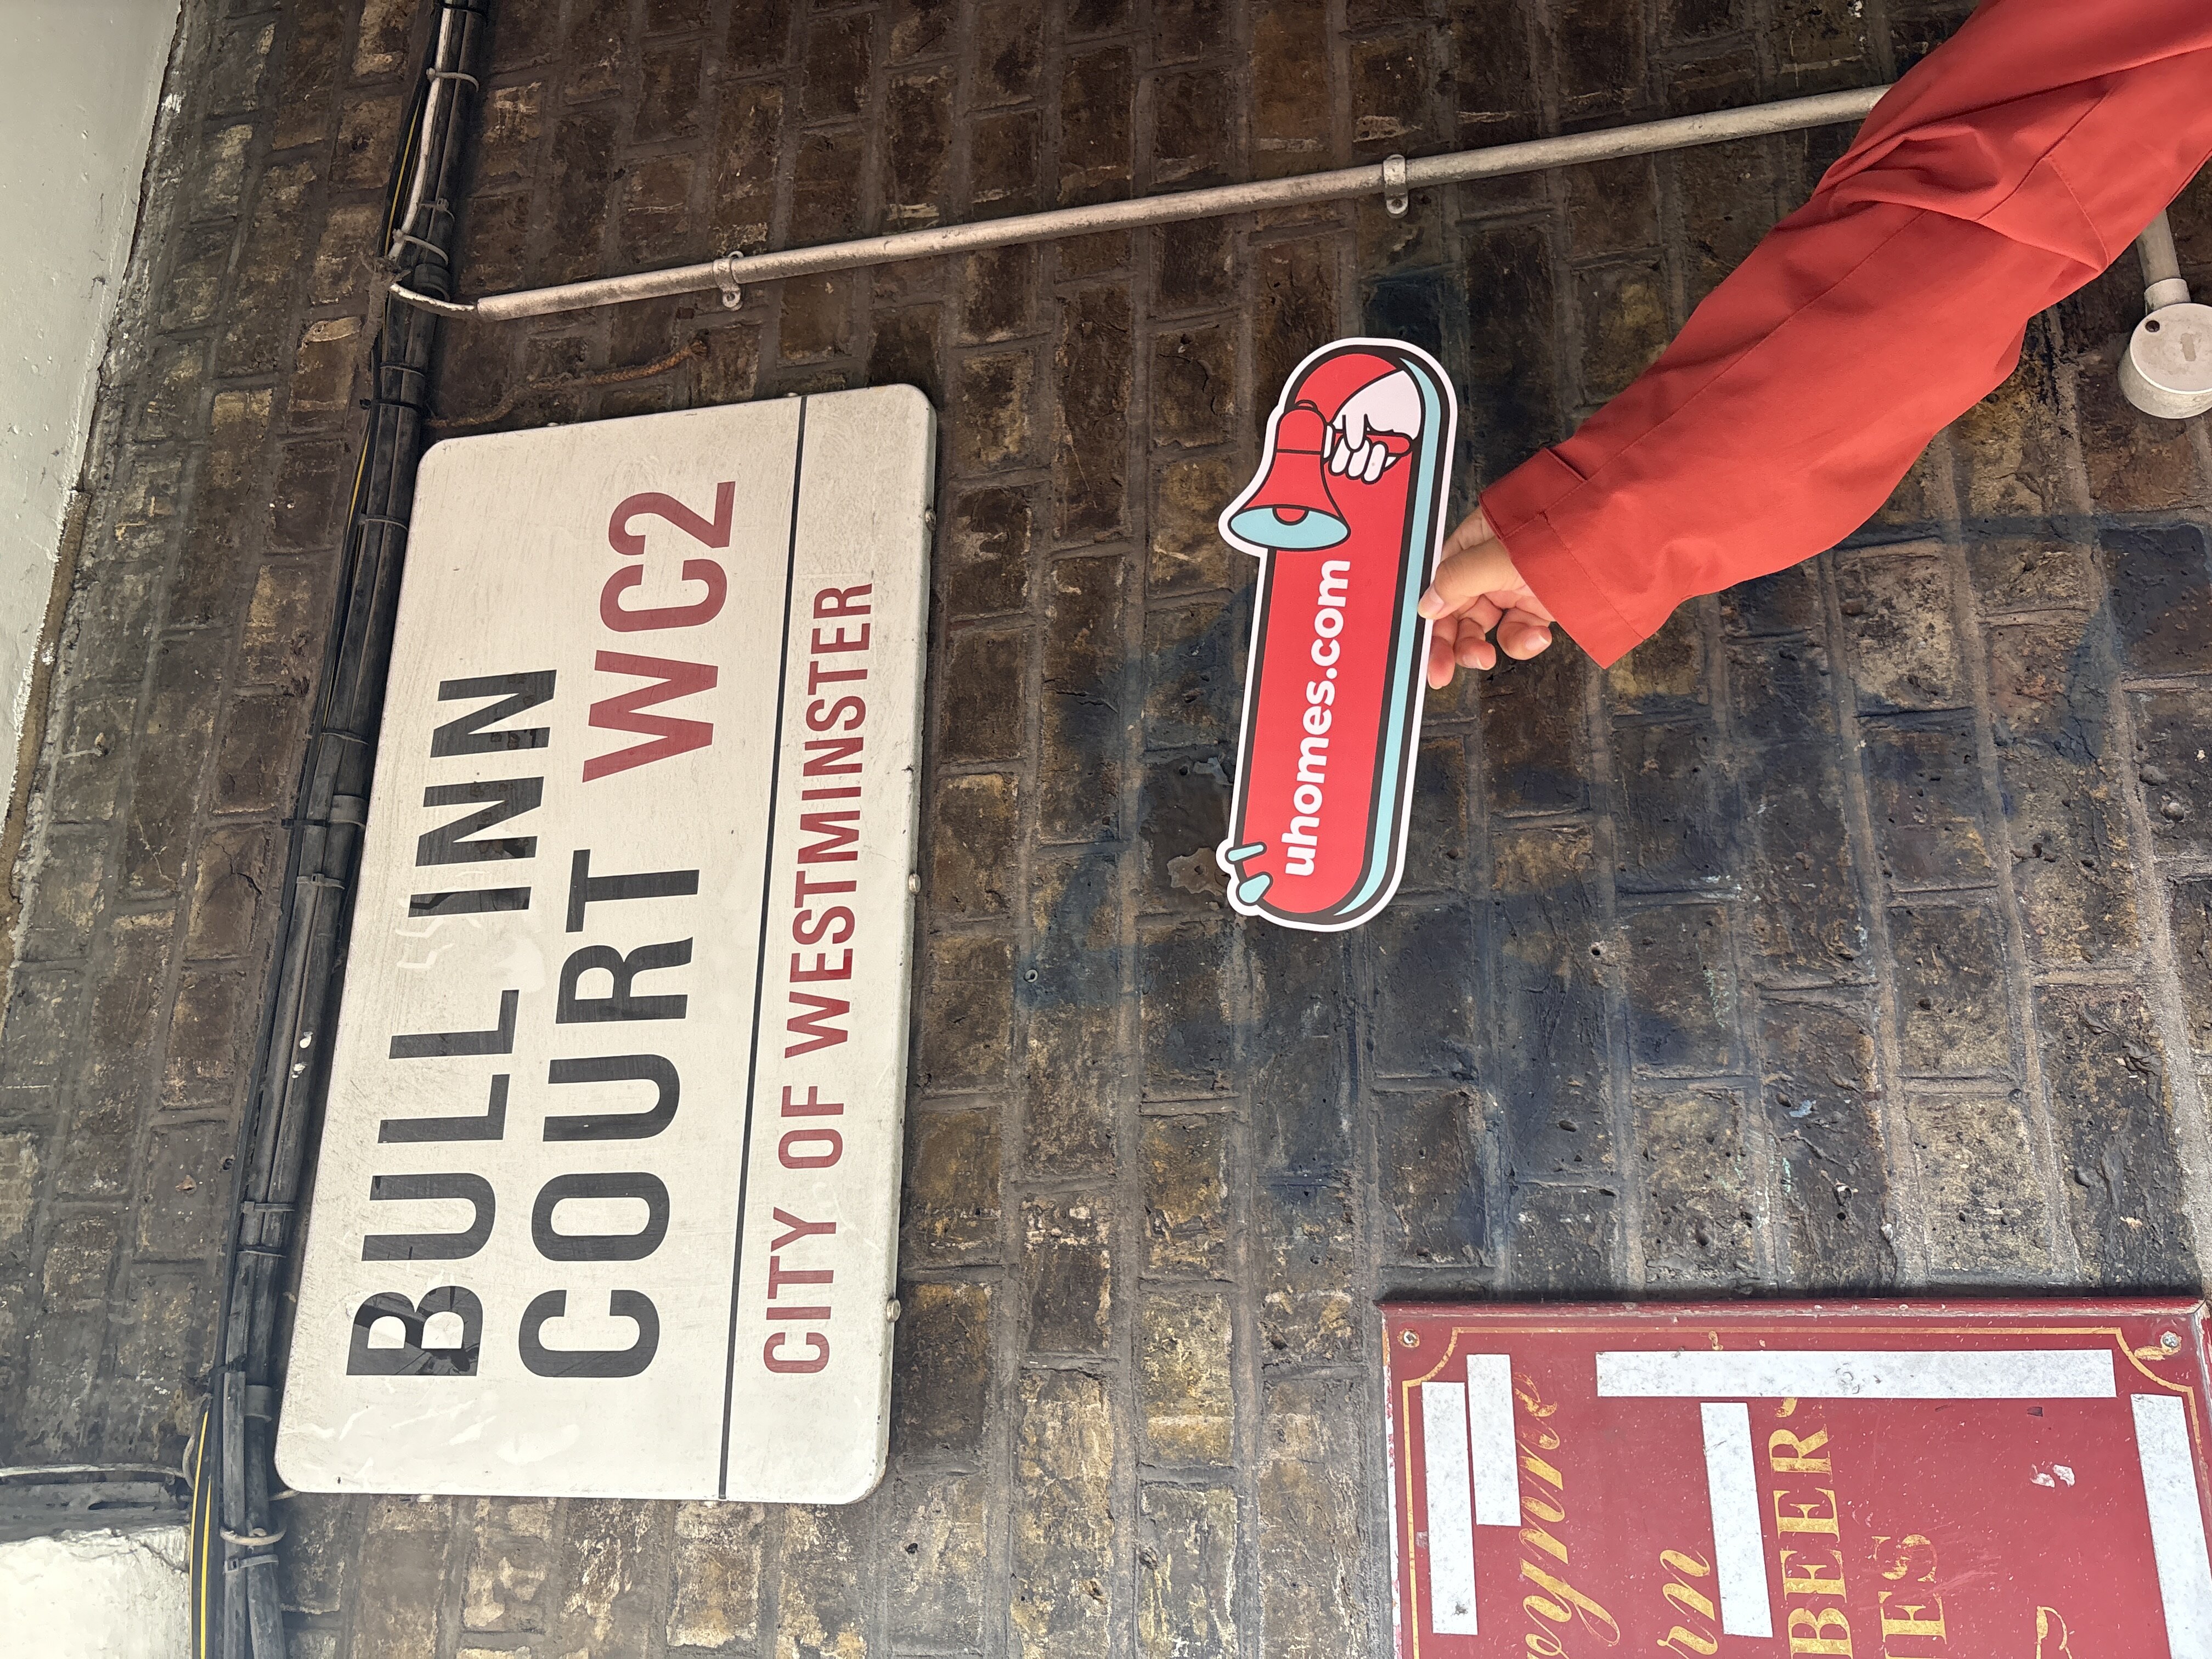 BULL INN
COURT WC2
CITY OF WESTMINSTER
uhomes.com
BEER